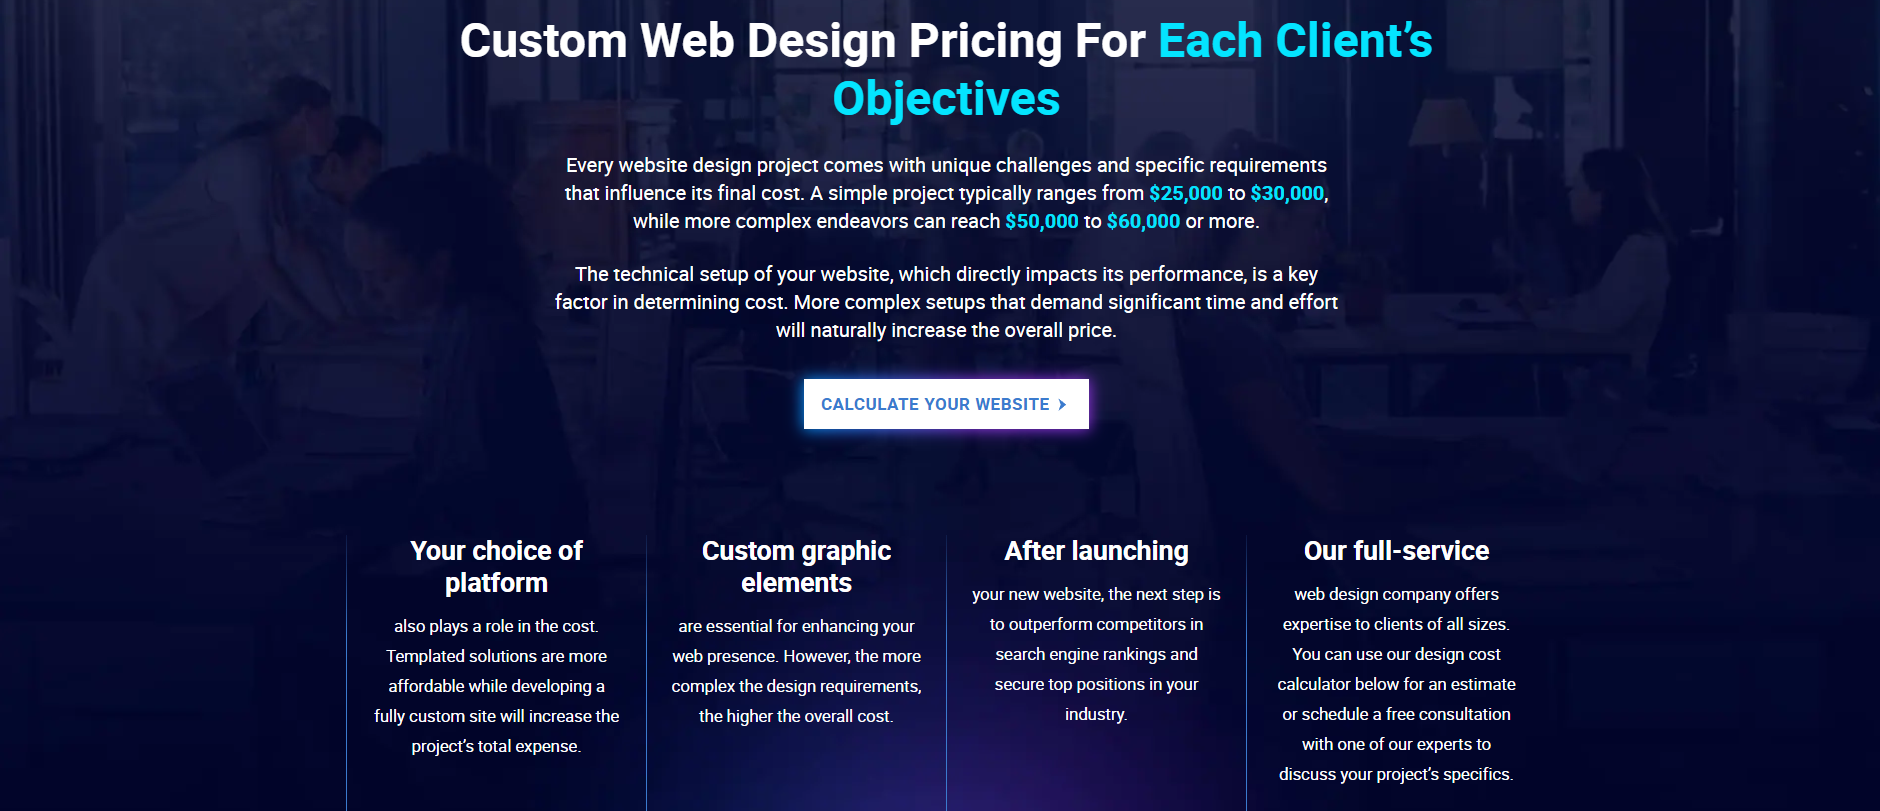 Custom Web Design Pricing For Each Client’s
Objectives
Every website design project comes with unique challenges and specific requirements
that influence its final cost. A simple project typically ranges from $25,000 to $30,000,
while more complex endeavors can reach $50,000 to $60,000 or more.
The technical setup of your website, which directly impacts its performance, is a key
factor in determining cost. More complex setups that demand significant time and effort
will naturally increase the overall price.
CALCULATE YOUR WEBSITE
Your choice of
platform
also plays a role in the cost.
Templated solutions are more
affordable while developing a
fully custom site will increase the
project’s total expense.
Custom graphic
elements
are essential for enhancing your
web presence. However, the more
complex the design requirements,
the higher the overall cost.
After launching
your new website, the next step is
to outperform competitors in
search engine rankings and
secure top positions in your
industry.
Our full-service
web design company offers
expertise to clients of all sizes.
You can use our design cost
calculator below for an estimate
or schedule a free consultation
with one of our experts to
discuss your project’s specifics.